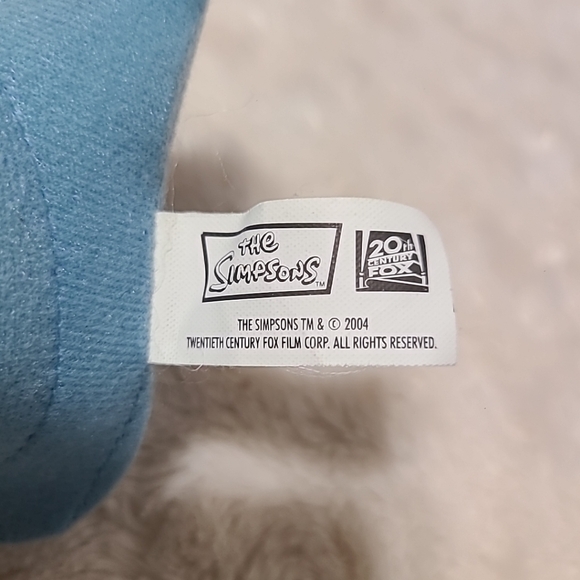 THE
SIMPSONS TM
20th
CENTURY
FOX
THE SIMPSONS TM & © 2004
TWENTIETH CENTURY FOX FILM CORP. ALL RIGHTS RESERVED.